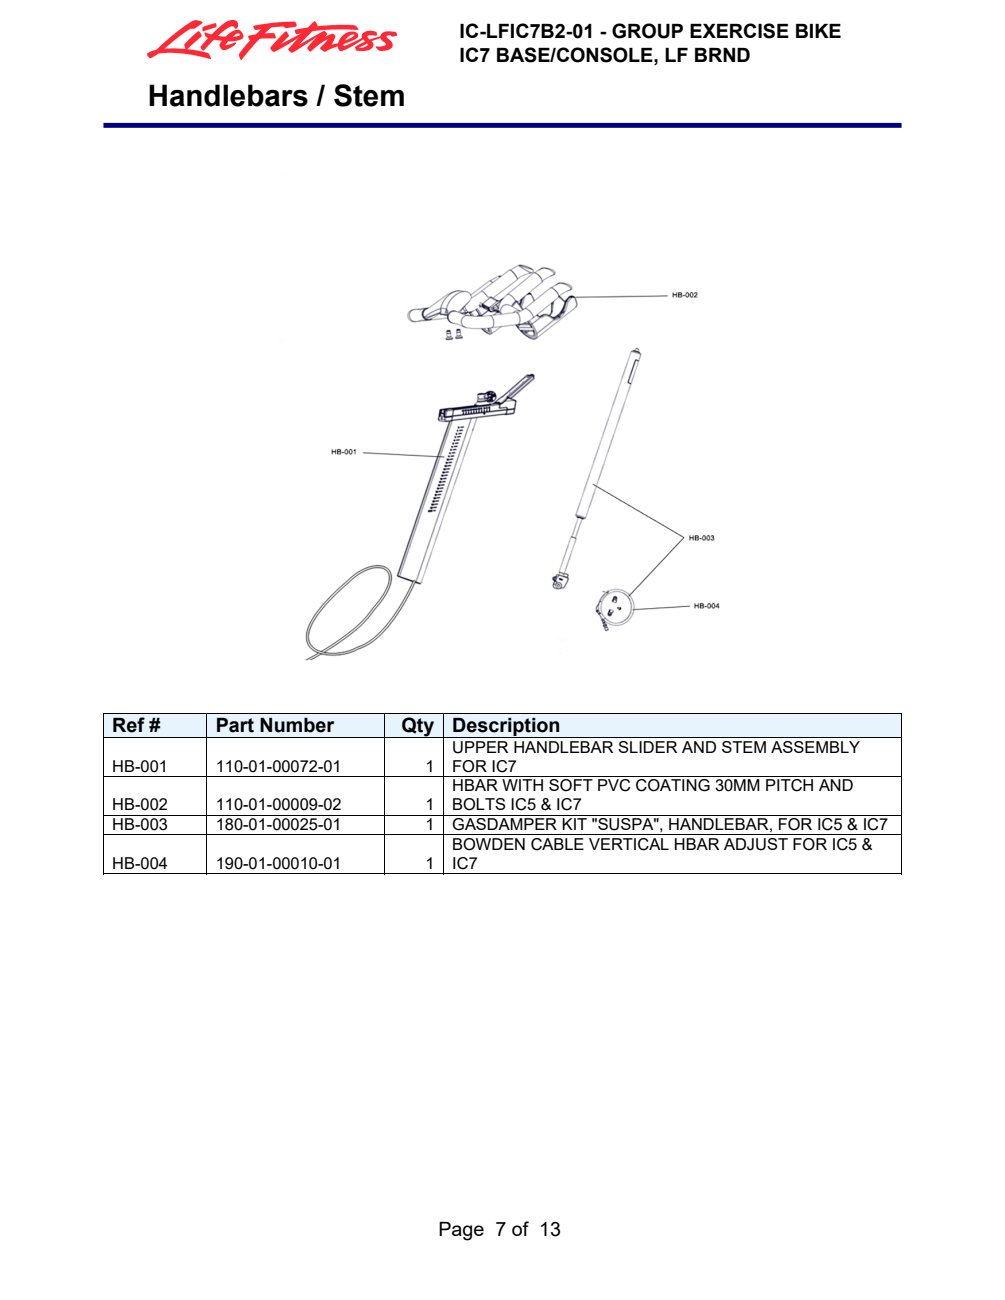 Life Fitness
IC-LFIC7B2-01 - GROUP EXERCISE BIKE
IC7 BASE/CONSOLE, LF BRND
Handlebars / Stem
HB-002
HB-001
HB-003
HB-004
Ref # Part Number Qty Description
HB-001 110-01-00072-01 1 UPPER HANDLEBAR SLIDER AND STEM ASSEMBLY
FOR IC7
HB-002 110-01-00009-02 1 HBAR WITH SOFT PVC COATING 30MM PITCH AND
BOLTS IC5 & IC7
HB-003 180-01-00025-01 1 GASDAMPER KIT "SUSPA", HANDLEBAR, FOR IC5 & IC7
HB-004 190-01-00010-01 1 BOWDEN CABLE VERTICAL HBAR ADJUST FOR IC5 &
IC7
Page 7 of 13